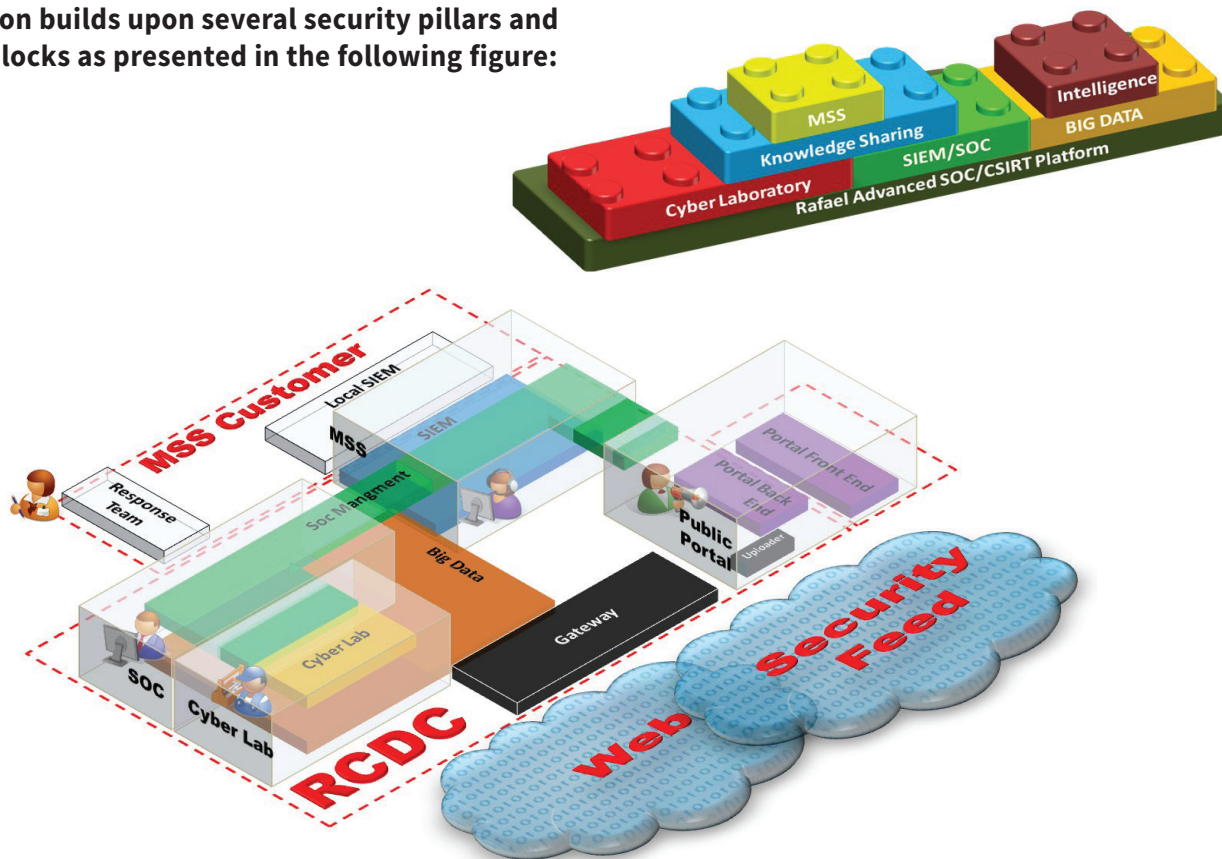 on builds upon several security pillars and
locks as presented in the following figure:
MSS
Intelligence
Knowledge Sharing
BIG DATA
SIEM/SOC
Cyber Laboratory
Rafael Advanced SOC/CSIRT Platform
MSS Customer
Local SIEM
MSS
SIEM
Response
Team
Soc Mangment
Portal Front End
Portal Back
End
Public
Portal
Uploader
Big Data
Gateway
SOC
Cyber Lab
Cyber Lab
RCDC
Security
Feed
Web